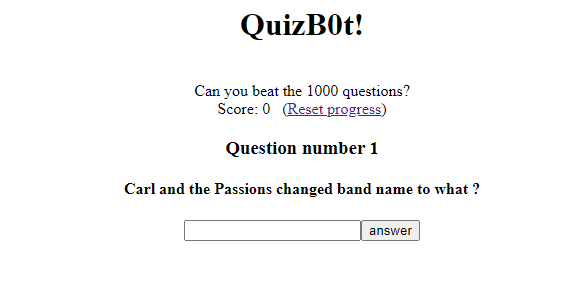 QuizB0t!
Can you beat the 1000 questions?
Score: 0 (Reset progress)
Question number 1
Carl and the Passions changed band name to what ?
answer